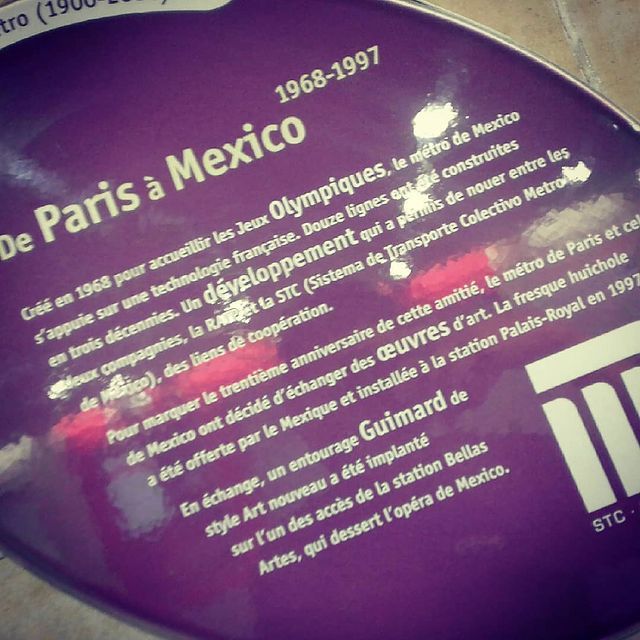 tro (1900-
1968-1997
De Paris à Mexico
Créé en 1968 pour accueillir les Jeux Olympiques, le métro de Mexico
s'appuie sur une technologie française. Douze lignes ont été construites
en trois décennies. Un développement qui a permis de nouer entre les
deux compagnies, la RATP et la STC (Sistema de Transporte Colectivo Metro
de Mexico), des liens de coopération.
Pour marquer le trentième anniversaire de cette amitié, le métro de Paris et ce
de Mexico ont décidé d'échanger des œuvres d'art. La fresque huichole
a été offerte par le Mexique et installée à la station Palais-Royal en 1997
En échange, un entourage Guimard de
style Art nouveau a été implanté
sur l'un des accès de la station Bellas
Artes, qui dessert l'opéra de Mexico.
STC